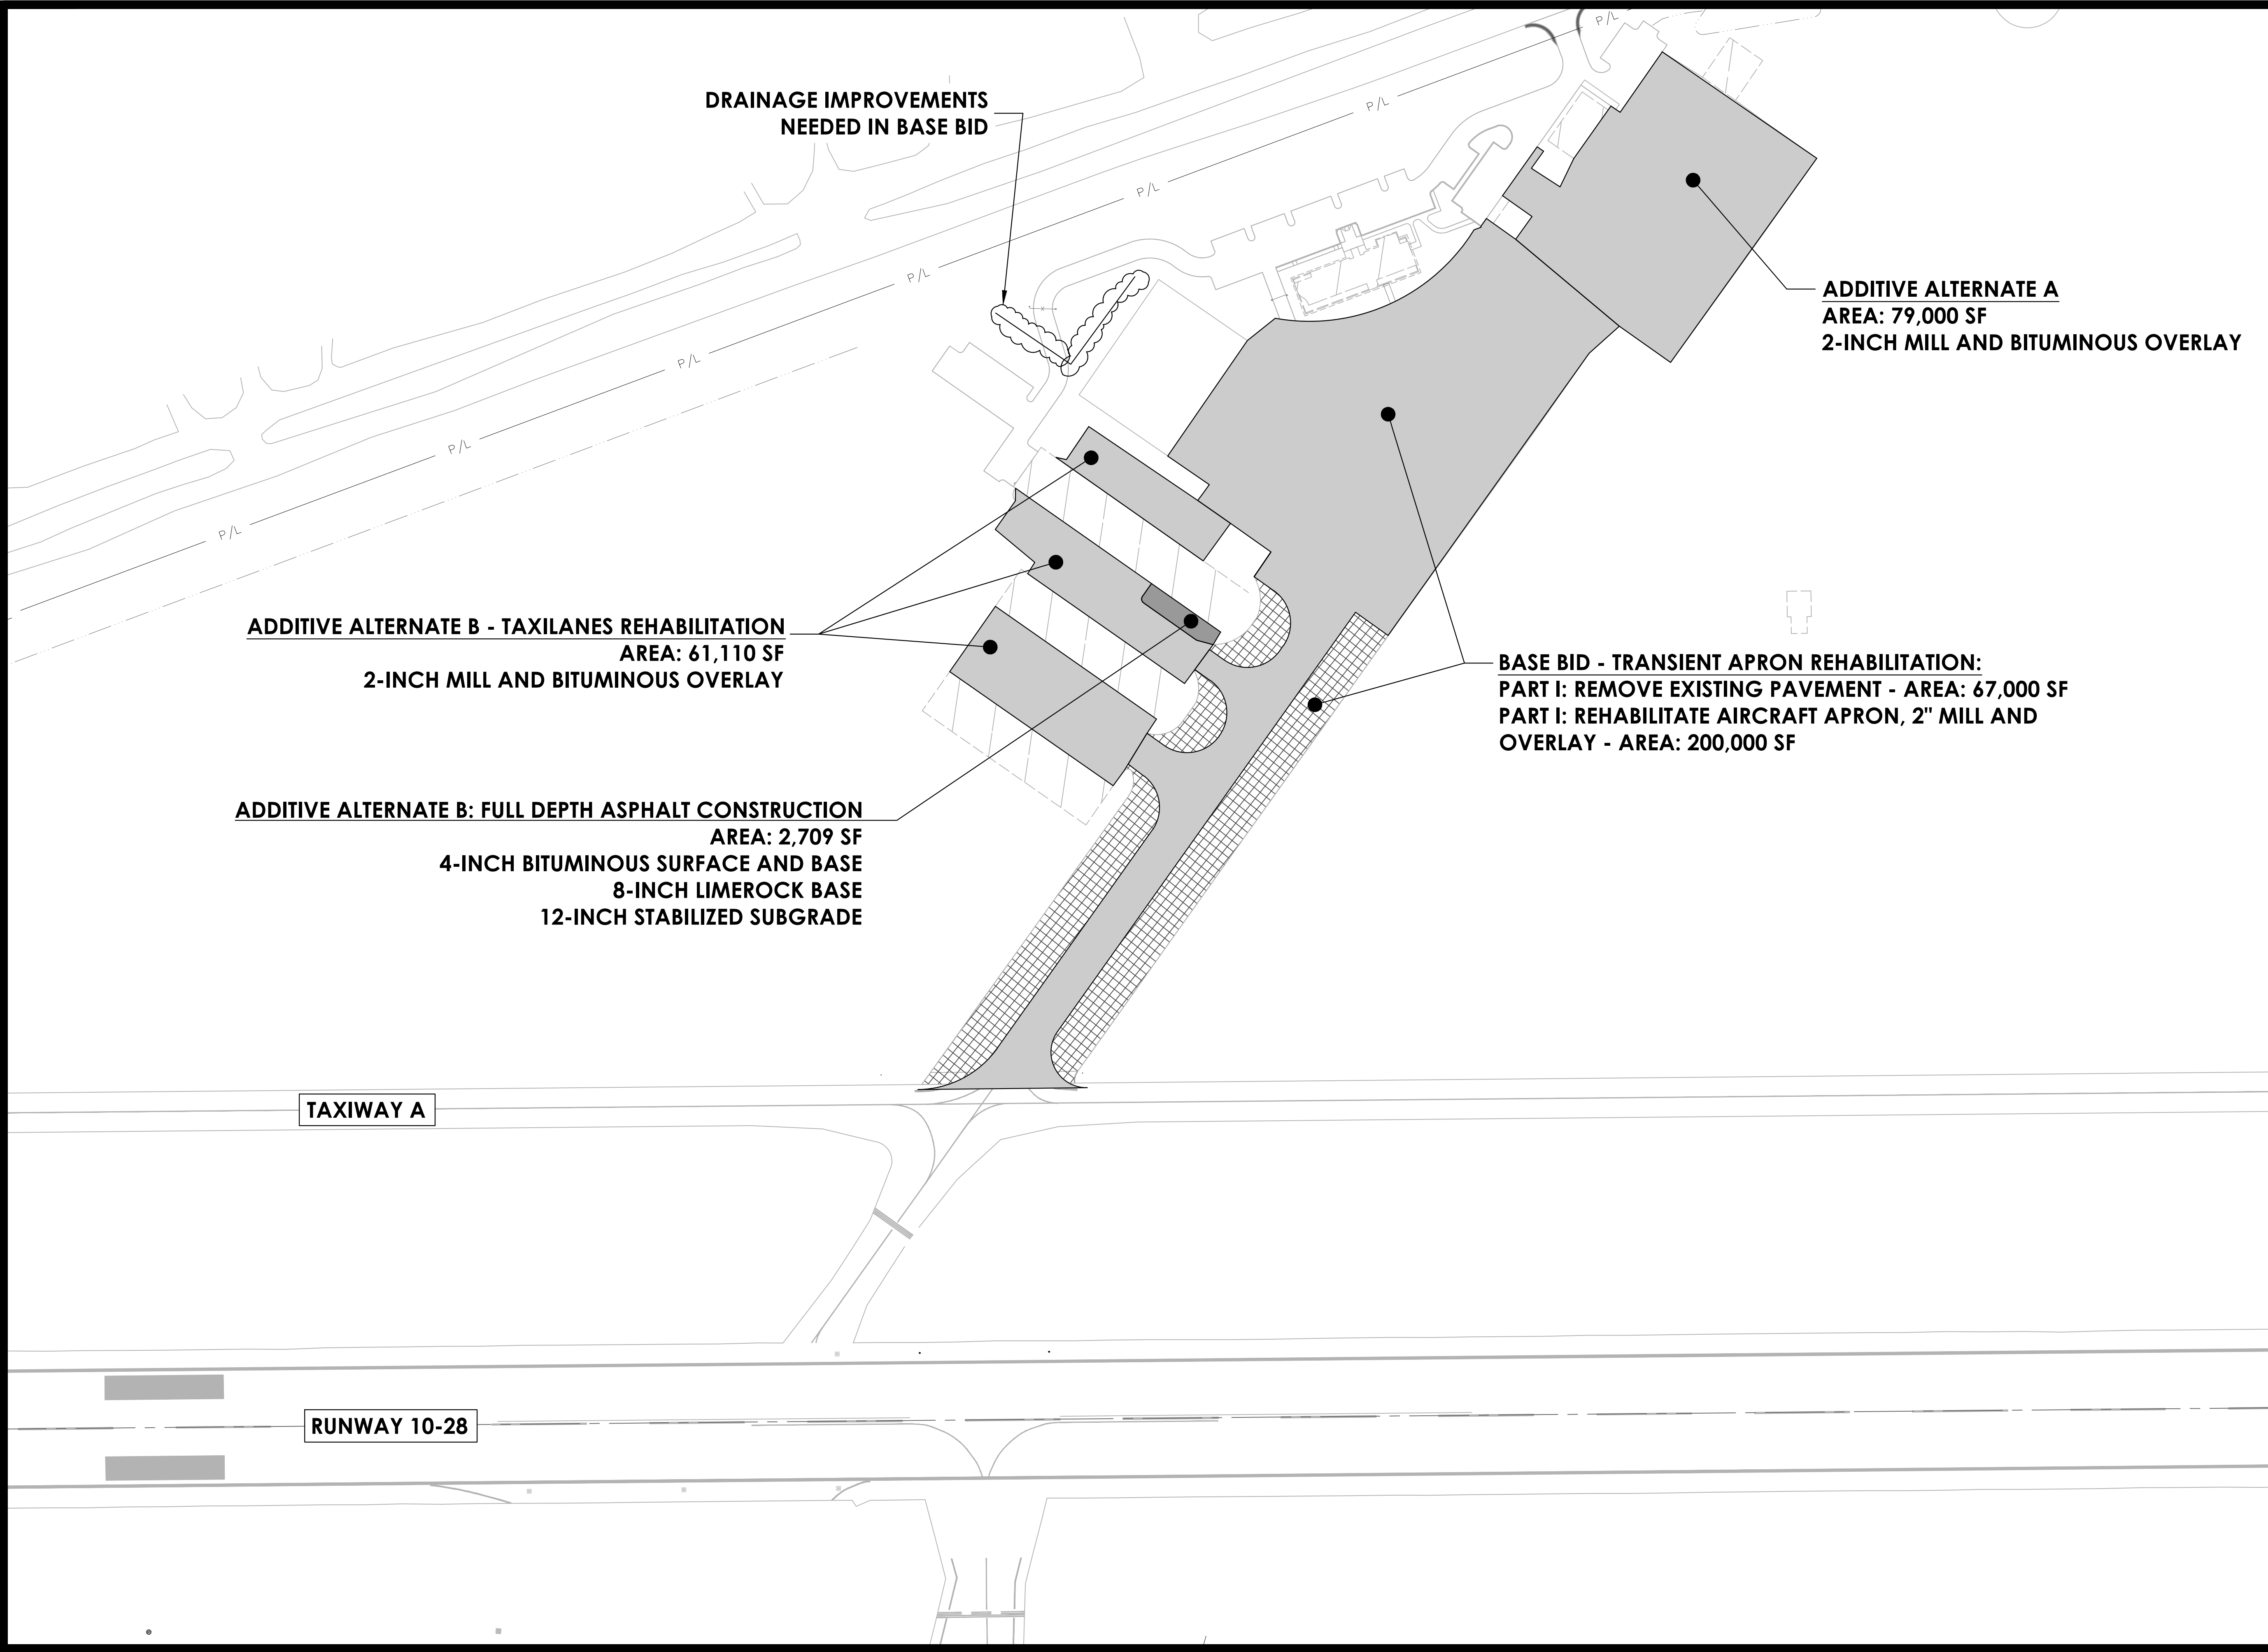 P/L
DRAINAGE IMPROVEMENTS
NEEDED IN BASE BID
P/L
P/L
P/L
P/L
P/L
P/L
ADDITIVE ALTERNATE A
AREA: 79,000 SF
2-INCH MILL AND BITUMINOUS OVERLAY
ADDITIVE ALTERNATE B - TAXILANES REHABILITATION
AREA: 61,110 SF
2-INCH MILL AND BITUMINOUS OVERLAY
BASE BID - TRANSIENT APRON REHABILITATION:
PART I: REMOVE EXISTING PAVEMENT - AREA: 67,000 SF
PART I: REHABILITATE AIRCRAFT APRON, 2" MILL AND
OVERLAY - AREA: 200,000 SF
ADDITIVE ALTERNATE B: FULL DEPTH ASPHALT CONSTRUCTION
AREA: 2,709 SF
4-INCH BITUMINOUS SURFACE AND BASE
8-INCH LIMEROCK BASE
12-INCH STABILIZED SUBGRADE
TAXIWAY A
RUNWAY 10-28